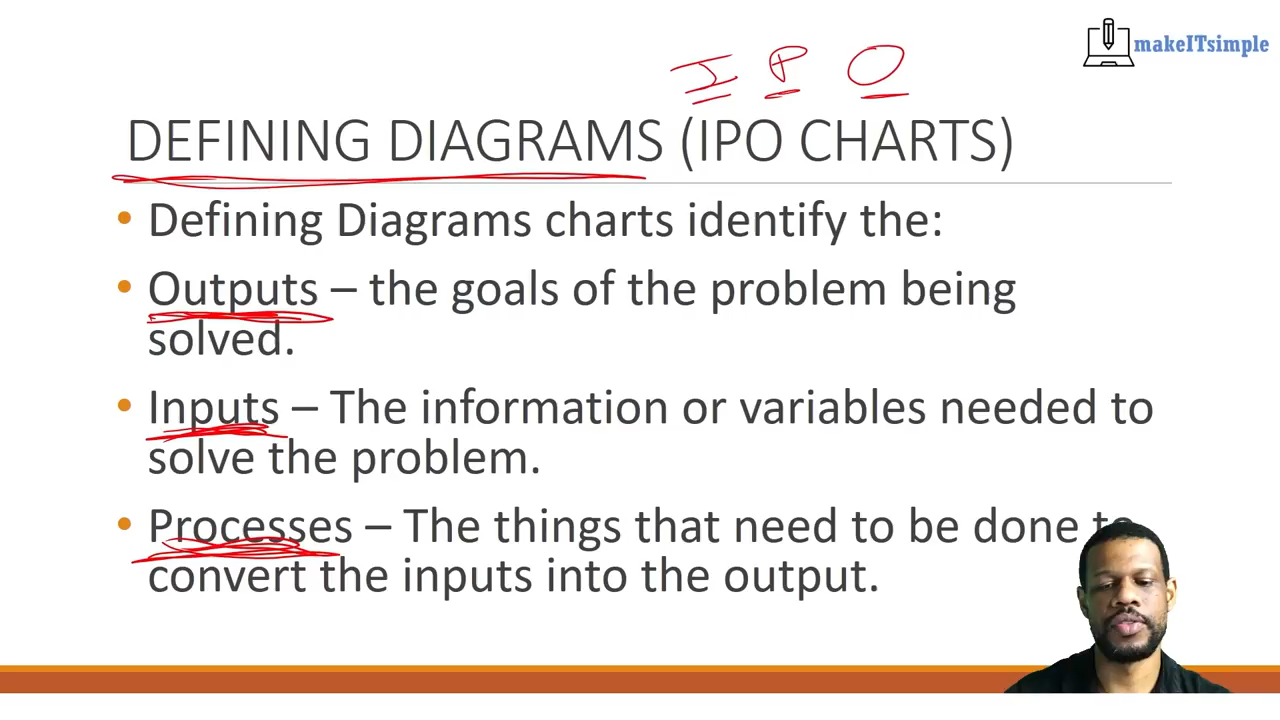 makeITsimple
I P O
DEFINING DIAGRAMS (IPO CHARTS)
• Defining Diagrams charts identify the:
• Outputs – the goals of the problem being
solved.
• Inputs – The information or variables needed to
solve the problem.
• Processes – The things that need to be done to
convert the inputs into the output.